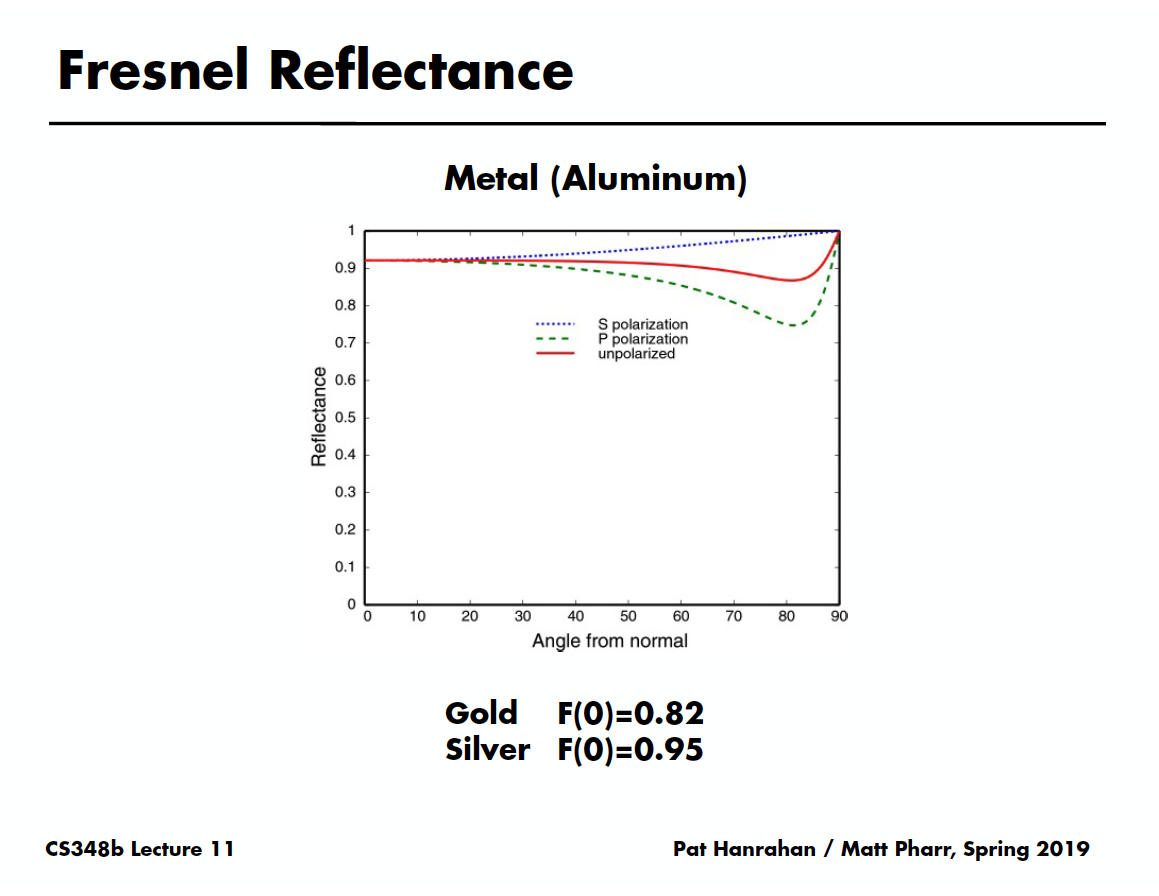 Fresnel Reflectance
Metal (Aluminum)
1
0.9
0.8
0.7
0.6
0.5
0.4
0.3
0.2
0.1
0
Reflectance
S polarization
P polarization
unpolarized
0 10 20 30 40 50 60 70 80 90
Angle from normal
Gold F(0)=0.82
Silver F(0)=0.95
CS348b Lecture 11
Pat Hanrahan / Matt Pharr, Spring 2019